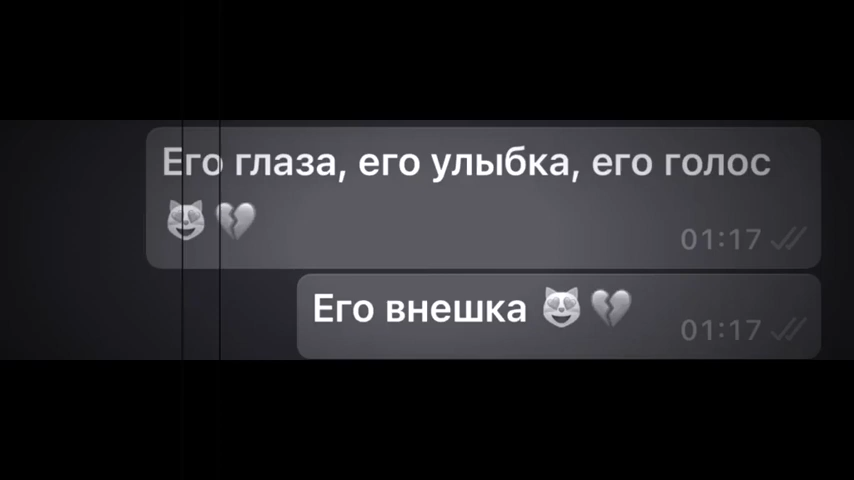 Его глаза, его улыбка, его голос
😻💔
01:17
Его внешка 😻💔
01:17